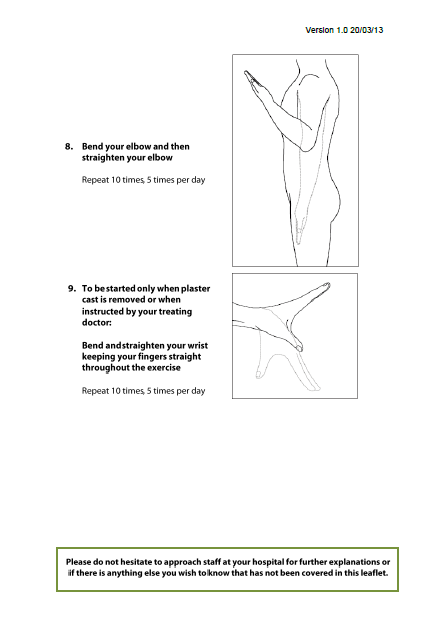 Version 1.0 20/03/13
8. Bend your elbow and then
straighten your elbow
Repeat 10 times, 5 times per day
9. To be started only when plaster
cast is removed or when
instructed by your treating
doctor:
Bend and straighten your wrist
keeping your fingers straight
throughout the exercise
Repeat 10 times, 5 times per day
Please do not hesitate to approach staff at your hospital for further explanations or
if there is anything else you wish to know that has not been covered in this leaflet.